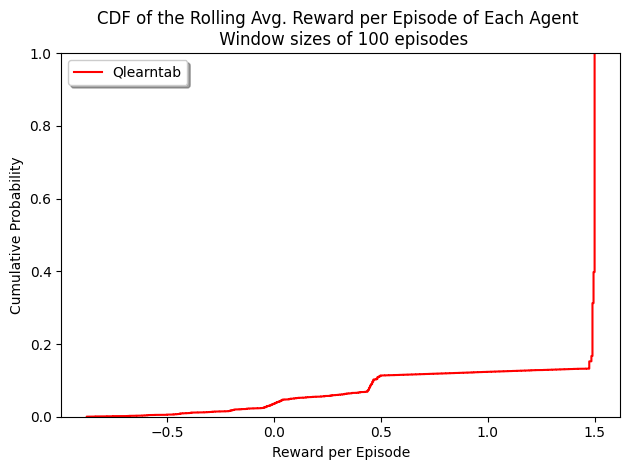 CDF of the Rolling Avg. Reward per Episode of Each Agent
Window sizes of 100 episodes
Qlearntab
Cumulative Probability
1.0
0.8
0.6
0.4
0.2
0.0
−0.5 0.0 0.5 1.0 1.5
Reward per Episode